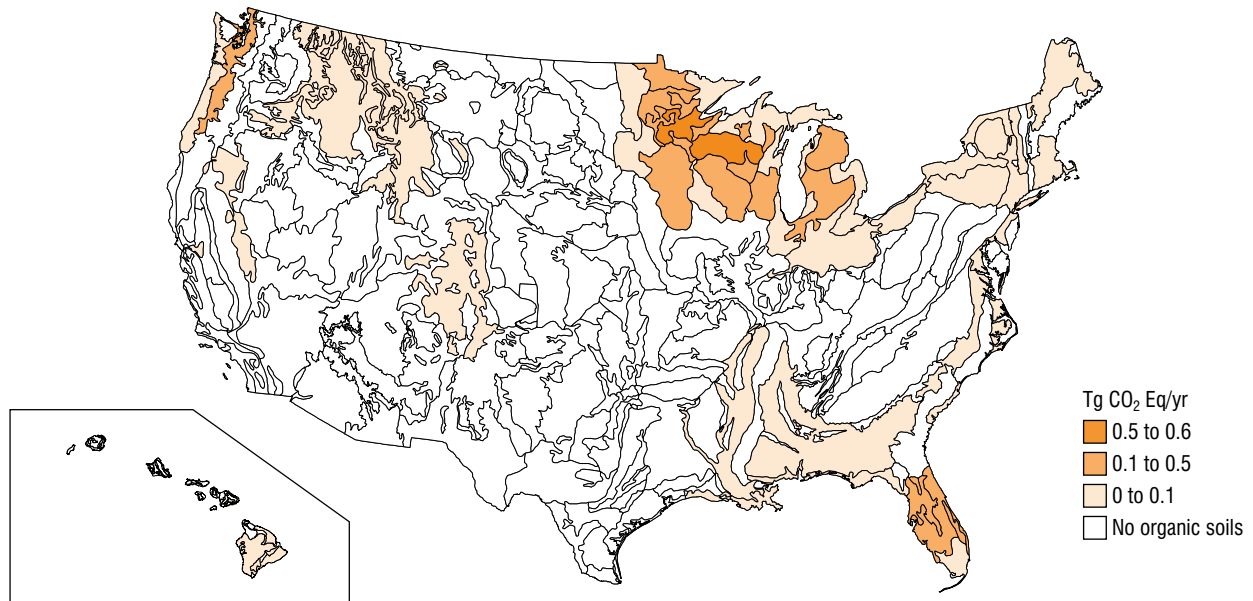 Tg CO₂ Eq/yr
0.5 to 0.6
0.1 to 0.5
0 to 0.1
No organic soils